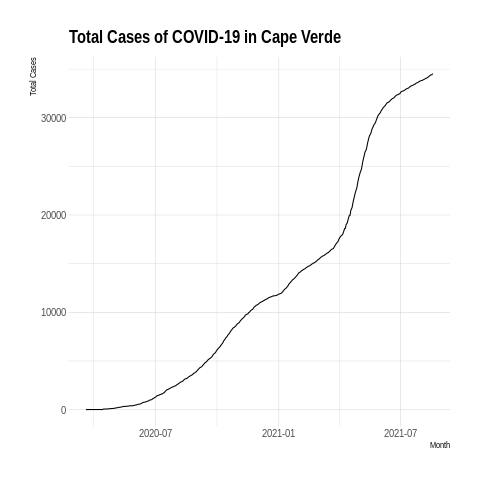 Total Cases of COVID-19 in Cape Verde
Total Cases
30000
20000
10000
0
2020-07
2021-01
2021-07
Month